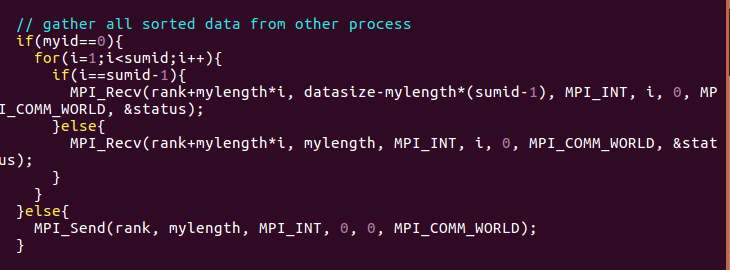 // gather all sorted data from other process
if(myid==0){
for(i=1;i<sumid;i++){
if(i==sumid-1){
MPI_Recv(rank+mylength*i, datasize-mylength*(sumid-1), MPI_INT, i, 0, MP
I_COMM_WORLD, &status);
}else{
MPI_Recv(rank+mylength*i, mylength, MPI_INT, i, 0, MPI_COMM_WORLD, &stat
us);
}
}
}else{
MPI_Send(rank, mylength, MPI_INT, 0, 0, MPI_COMM_WORLD);
}